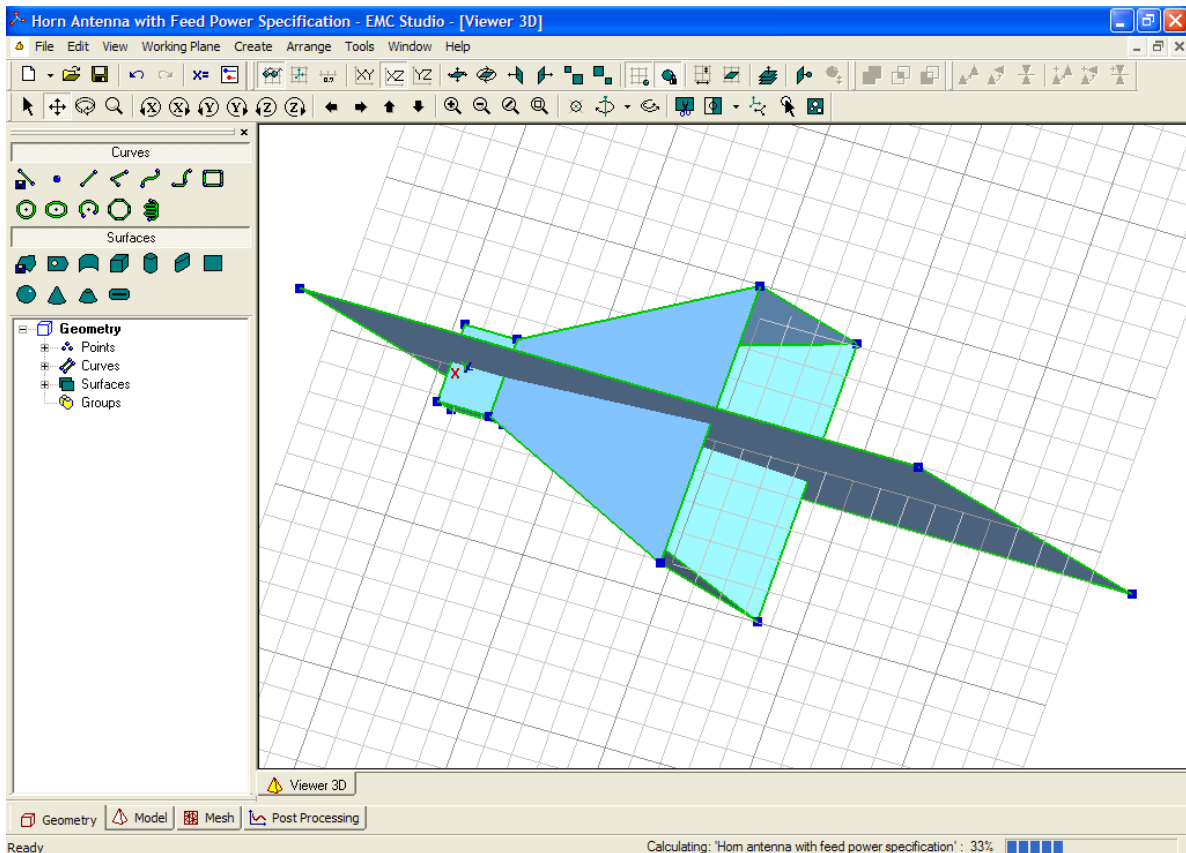 Horn Antenna with Feed Power Specification - EMC Studio - [Viewer 3D]
File Edit View Working Plane Create Arrange Tools Window Help
X= 0.7 XY XZ YZ
X X Y Y Z Z
Curves
Surfaces
Geometry
Points
Curves
Surfaces
Groups
X
Viewer 3D
Geometry Model Mesh Post Processing
Ready Calculating: 'Horn antenna with feed power specification' : 33%